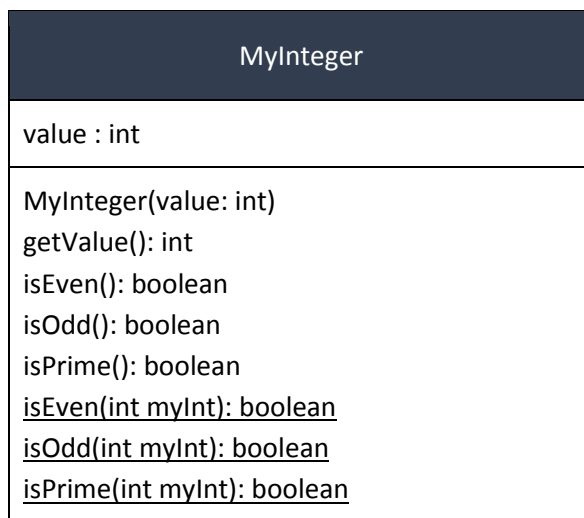 MyInteger
value : int
MyInteger(value: int)
getValue(): int
isEven(): boolean
isOdd(): boolean
isPrime(): boolean
isEven(int myInt): boolean
isOdd(int myInt): boolean
isPrime(int myInt): boolean